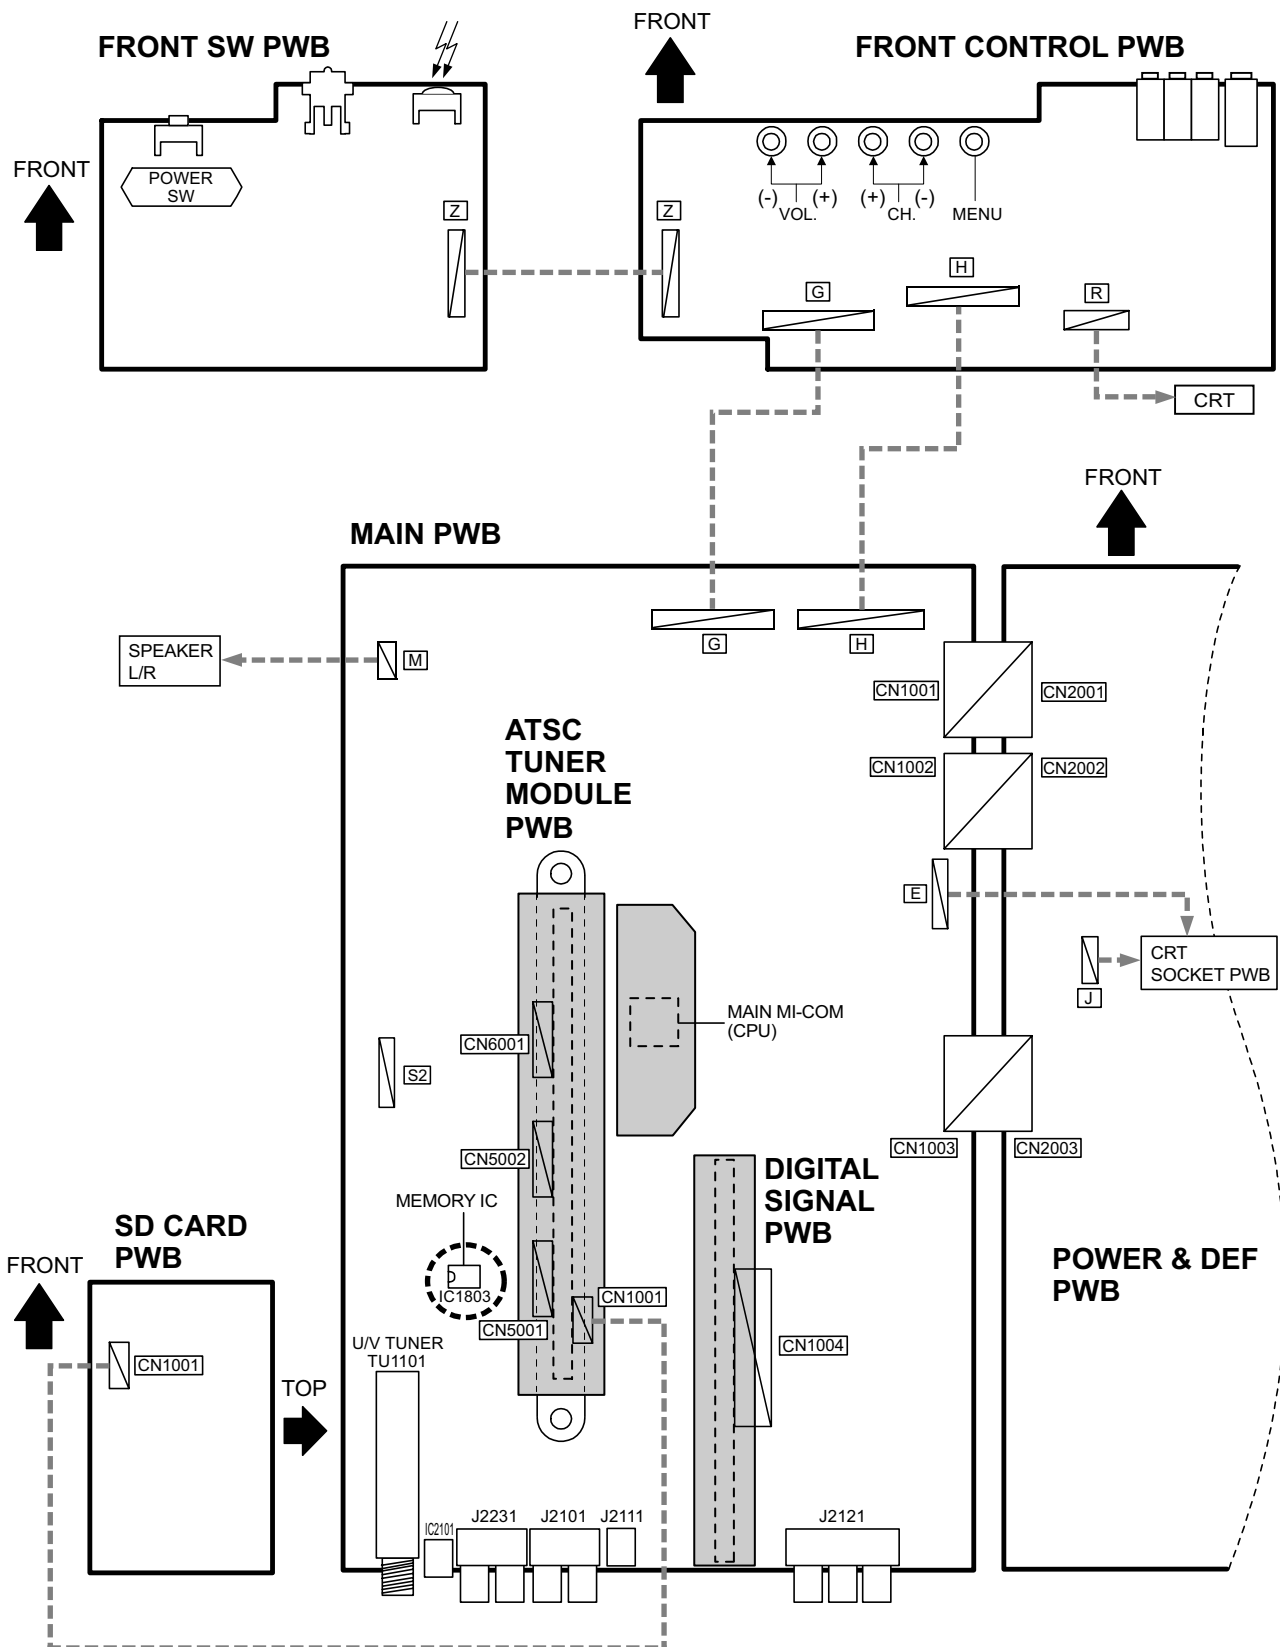 FRONT
FRONT SW PWB
FRONT CONTROL PWB
FRONT
POWER
SW
Z
Z
(-)
(+)
VOL.
(+)
(-)
CH.
MENU
G
H
R
CRT
FRONT
MAIN PWB
G
H
SPEAKER
L/R
M
CN1001
CN2001
ATSC
TUNER
MODULE
PWB
CN1002
CN2002
E
CRT
SOCKET PWB
J
MAIN MI-COM
(CPU)
CN6001
S2
CN1003
CN2003
CN5002
DIGITAL
SIGNAL
PWB
MEMORY IC
SD CARD
PWB
POWER & DEF
PWB
FRONT
IC1803
CN1001
CN5001
U/V TUNER
TU1101
CN1004
CN1001
TOP
IC2101
J2231
J2101
J2111
J2121